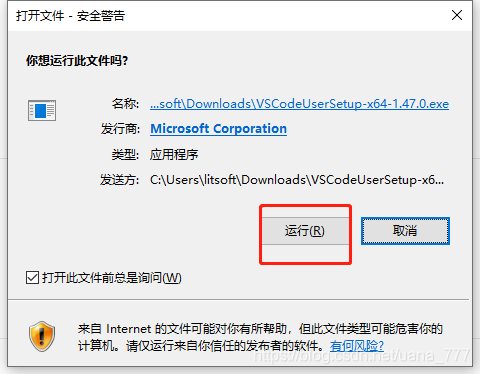 打开文件 - 安全警告
你想运行此文件吗?
名称: ...soft\Downloads\VSCodeUserSetup-x64-1.47.0.exe
发行商: Microsoft Corporation
类型: 应用程序
发送方: C:\Users\litsoft\Downloads\VSCodeUserSetup-x6...
运行(R) 取消
打开此文件前总是询问(W)
来自 Internet 的文件可能对你有所帮助，但此文件类型可能危害你的
计算机。请仅运行来自你信任的发布者的软件。有何风险?
https://blog.csdn.net/uana_777